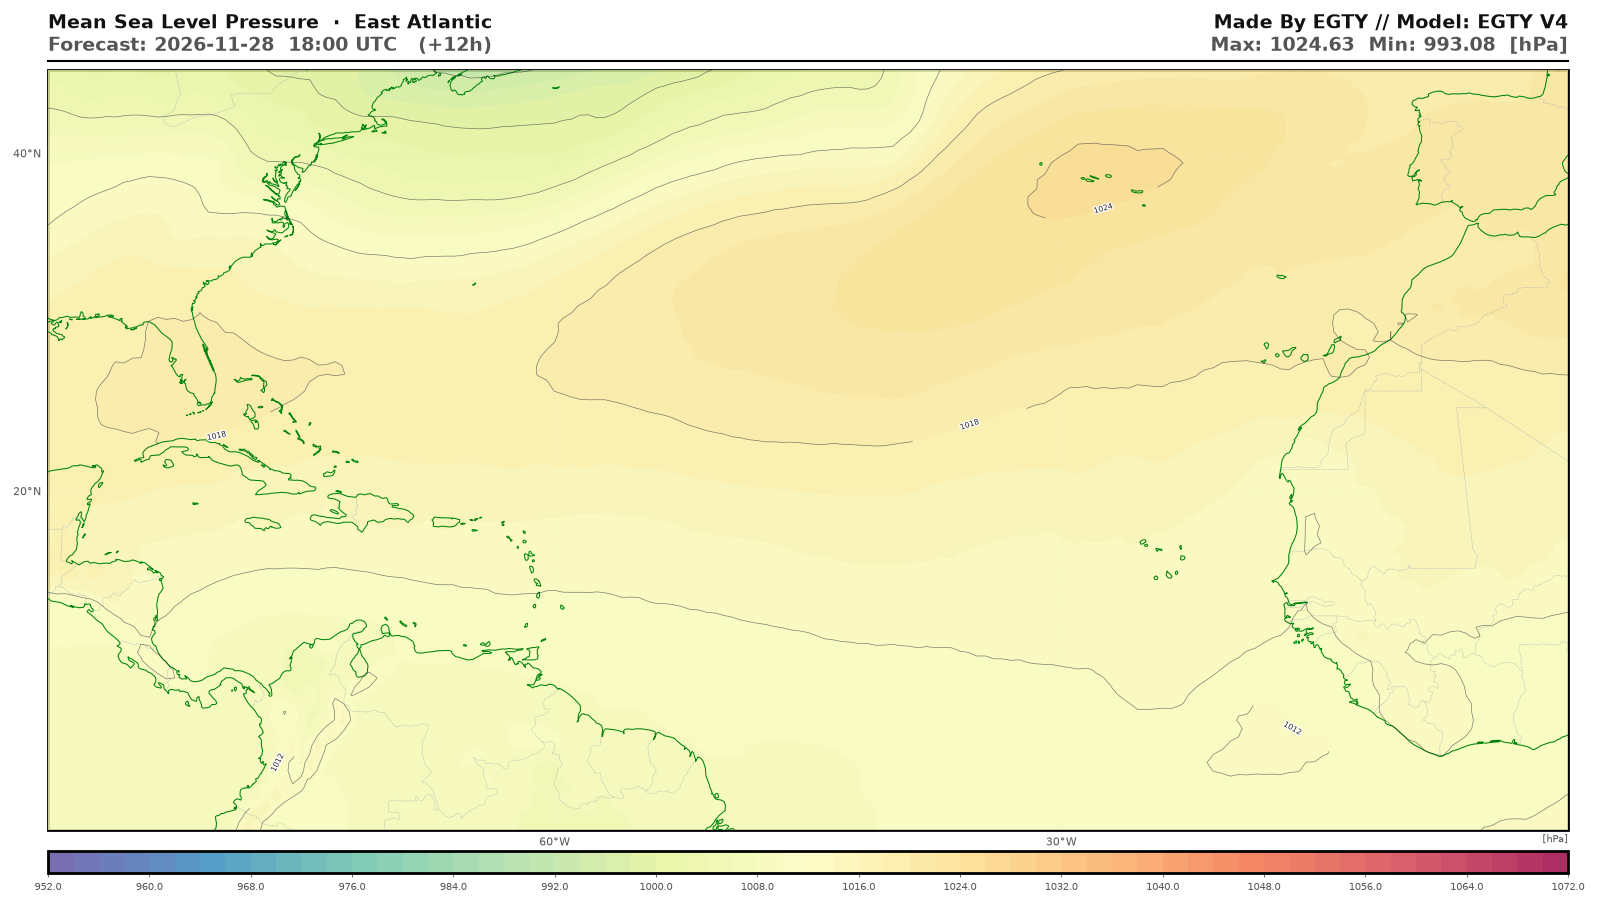 Mean Sea Level Pressure · East Atlantic
Made By EGTY // Model: EGTY V4
Forecast: 2026-11-28 18:00 UTC (+12h)
Max: 1024.63 Min: 993.08 [hPa]
40°N
1024
1018
1018
20°N
1012
1012
60°W
30°W
[hPa]
952.0 960.0 968.0 976.0 984.0 992.0 1000.0 1008.0 1016.0 1024.0 1032.0 1040.0 1048.0 1056.0 1064.0 1072.0